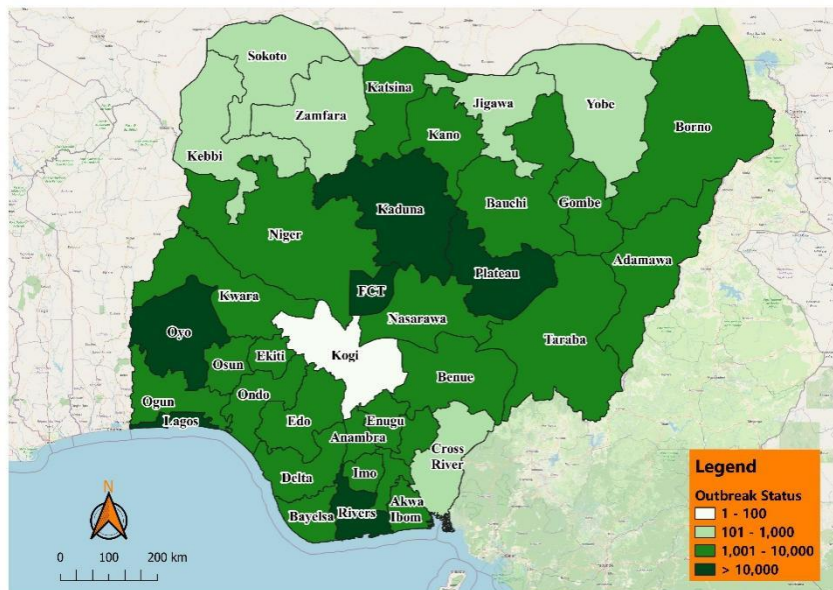 Sokoto
Katsina
Zamfara
Jigawa
Yobe
Kano
Borno
Kebbi
Kaduna
Bauchi
Gombe
Niger
Adamawa
Plateau
FCT
Kwara
Nasarawa
Oyo
Taraba
Kogi
Ekiti
Osun
Benue
Ogun
Ondo
Lagos
Edo
Enugu
Anambra
Cross
River
Delta
Imo
Akwa
Ibom
Rivers
Bayelsa
N
0 100 200 km
Legend
Outbreak Status
1 - 100
101 - 1,000
1,001 - 10,000
> 10,000